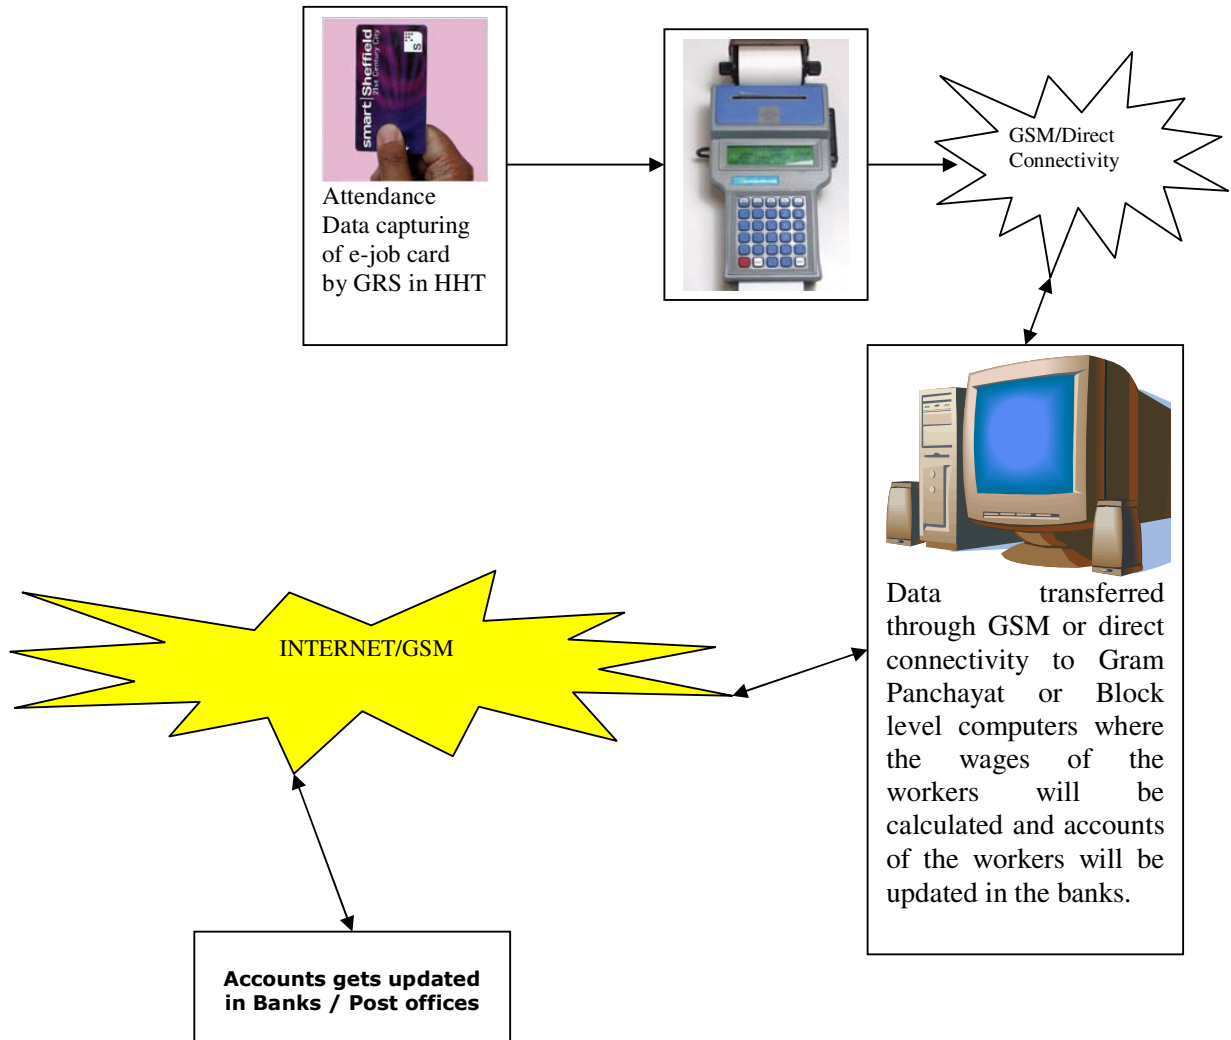 smart|Sheffield
21st Century City
S
Attendance
Data capturing
of e-job card
by GRS in HHT
GSM/Direct
Connectivity
Data transferred
through GSM or direct
connectivity to Gram
Panchayat or Block
level computers where
the wages of the
workers will be
calculated and accounts
of the workers will be
updated in the banks.
INTERNET/GSM
Accounts gets updated
in Banks / Post offices